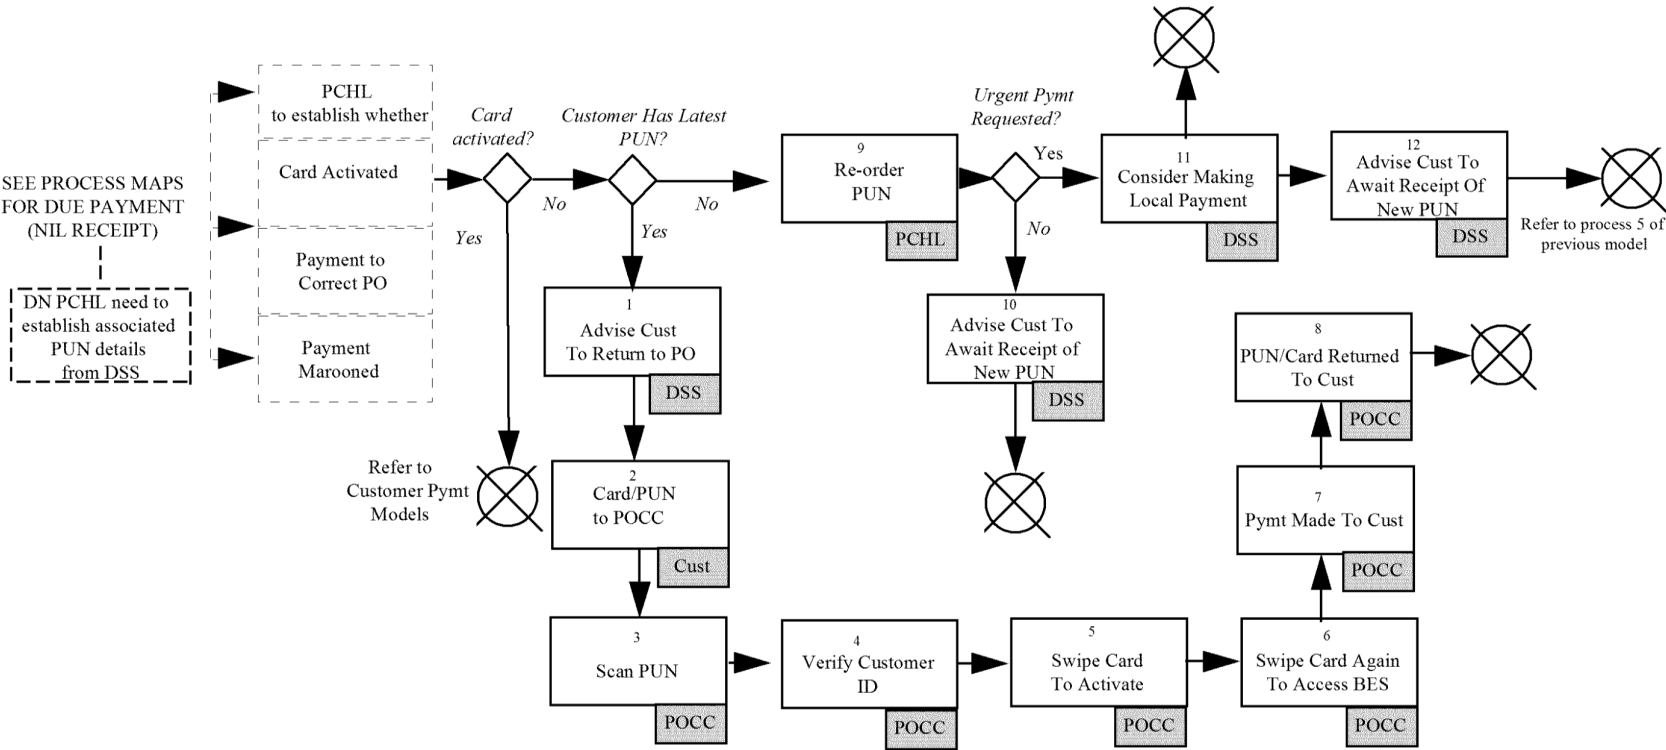 SEE PROCESS MAPS
FOR DUE PAYMENT
(NIL RECEIPT)
DN PCHL need to
establish associated
PUN details
from DSS
PCHL
to establish whether
Card Activated
Payment to
Correct PO
Payment
Marooned
Card
activated?
No
Yes
Refer to
Customer Pymt
Models
Customer Has Latest
PUN?
No
Yes
1
Advise Cust
To Return to PO
DSS
2
Card/PUN
to POCC
Cust
3
Scan PUN
POCC
4
Verify Customer
ID
POCC
5
Swipe Card
To Activate
POCC
6
Swipe Card Again
To Access BES
POCC
7
Pymt Made To Cust
POCC
8
PUN/Card Returned
To Cust
POCC
9
Re-order
PUN
PCHL
Urgent Pymt
Requested?
Yes
No
10
Advise Cust To
Await Receipt of
New PUN
DSS
11
Consider Making
Local Payment
DSS
12
Advise Cust To
Await Receipt Of
New PUN
DSS
Refer to process 5 of
previous model